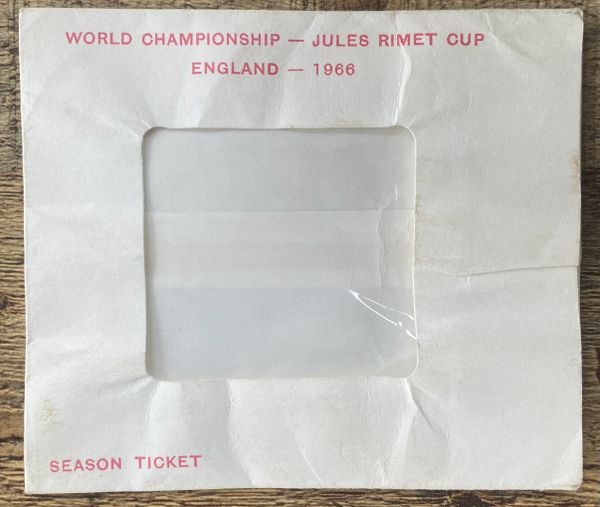 WORLD CHAMPIONSHIP — JULES RIMET CUP
ENGLAND — 1966
SEASON TICKET